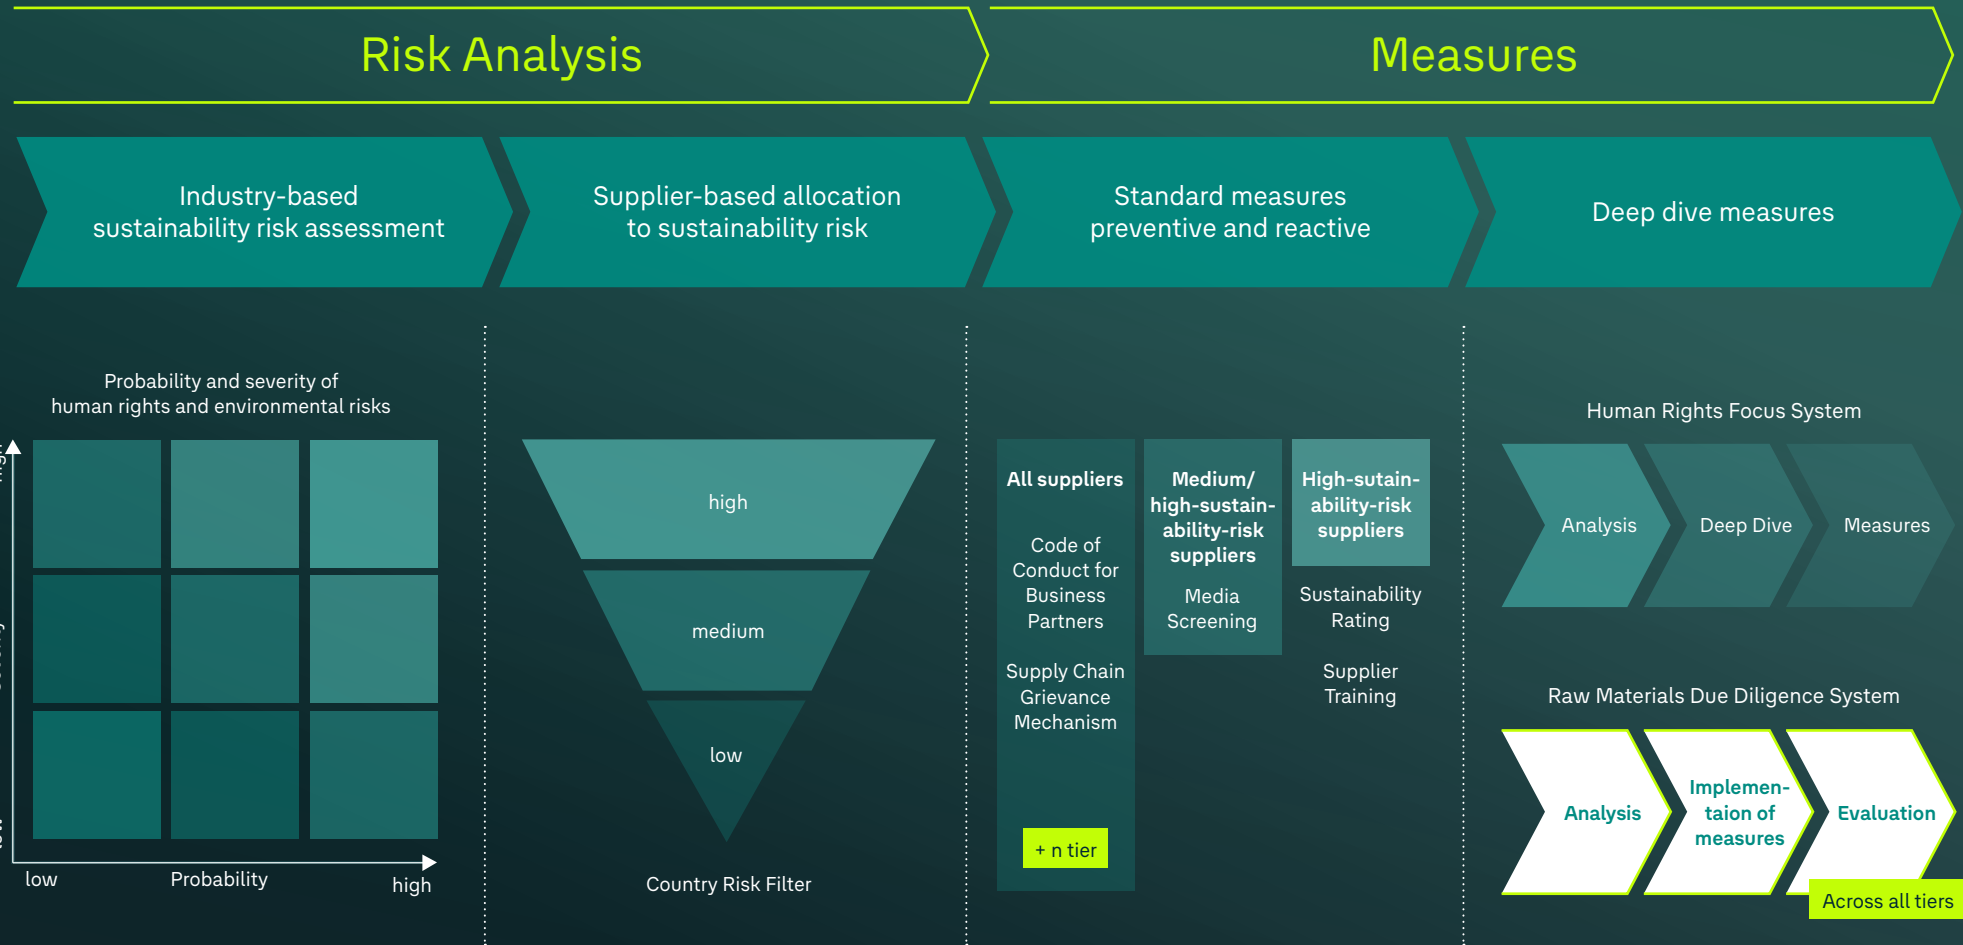 Risk Analysis
Measures
Industry-based
sustainability risk assessment
Supplier-based allocation
to sustainability risk
Standard measures
preventive and reactive
Deep dive measures
Probability and severity of
human rights and environmental risks
low
Probability
high
high
medium
low
Country Risk Filter
All suppliers
Code of
Conduct for
Business
Partners
Supply Chain
Grievance
Mechanism
+ n tier
Medium/
high-sustain-
ability-risk
suppliers
Media
Screening
High-sutain-
ability-risk
suppliers
Sustainability
Rating
Supplier
Training
Human Rights Focus System
Analysis
Deep Dive
Measures
Raw Materials Due Diligence System
Analysis
Implemen-
taion of
measures
Evaluation
Across all tiers